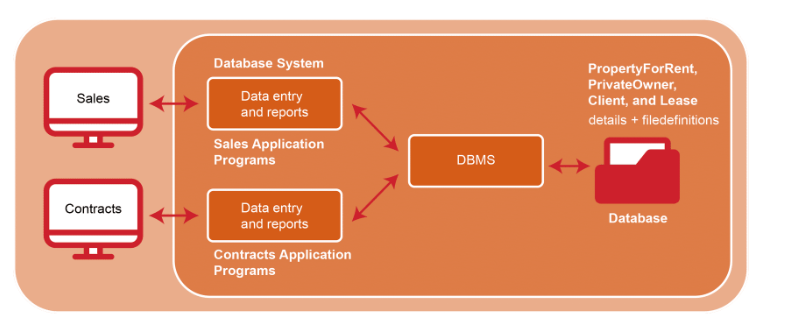 Database System
Sales
Data entry
and reports
Sales Application
Programs
Contracts
Data entry
and reports
Contracts Application
Programs
DBMS
PropertyForRent,
PrivateOwner,
Client, and Lease
details + filedefinitions
Database